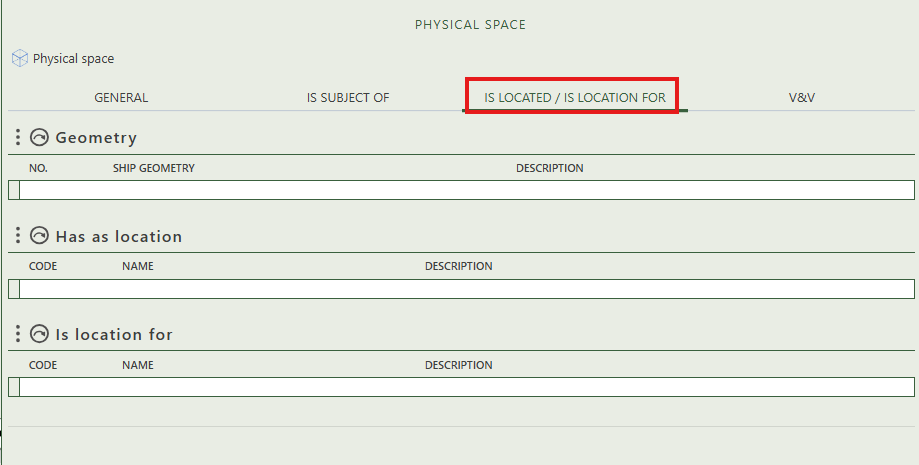 PHYSICAL SPACE
Physical space
GENERAL IS SUBJECT OF IS LOCATED / IS LOCATION FOR V&V
Geometry
NO. SHIP GEOMETRY DESCRIPTION
Has as location
CODE NAME DESCRIPTION
Is location for
CODE NAME DESCRIPTION